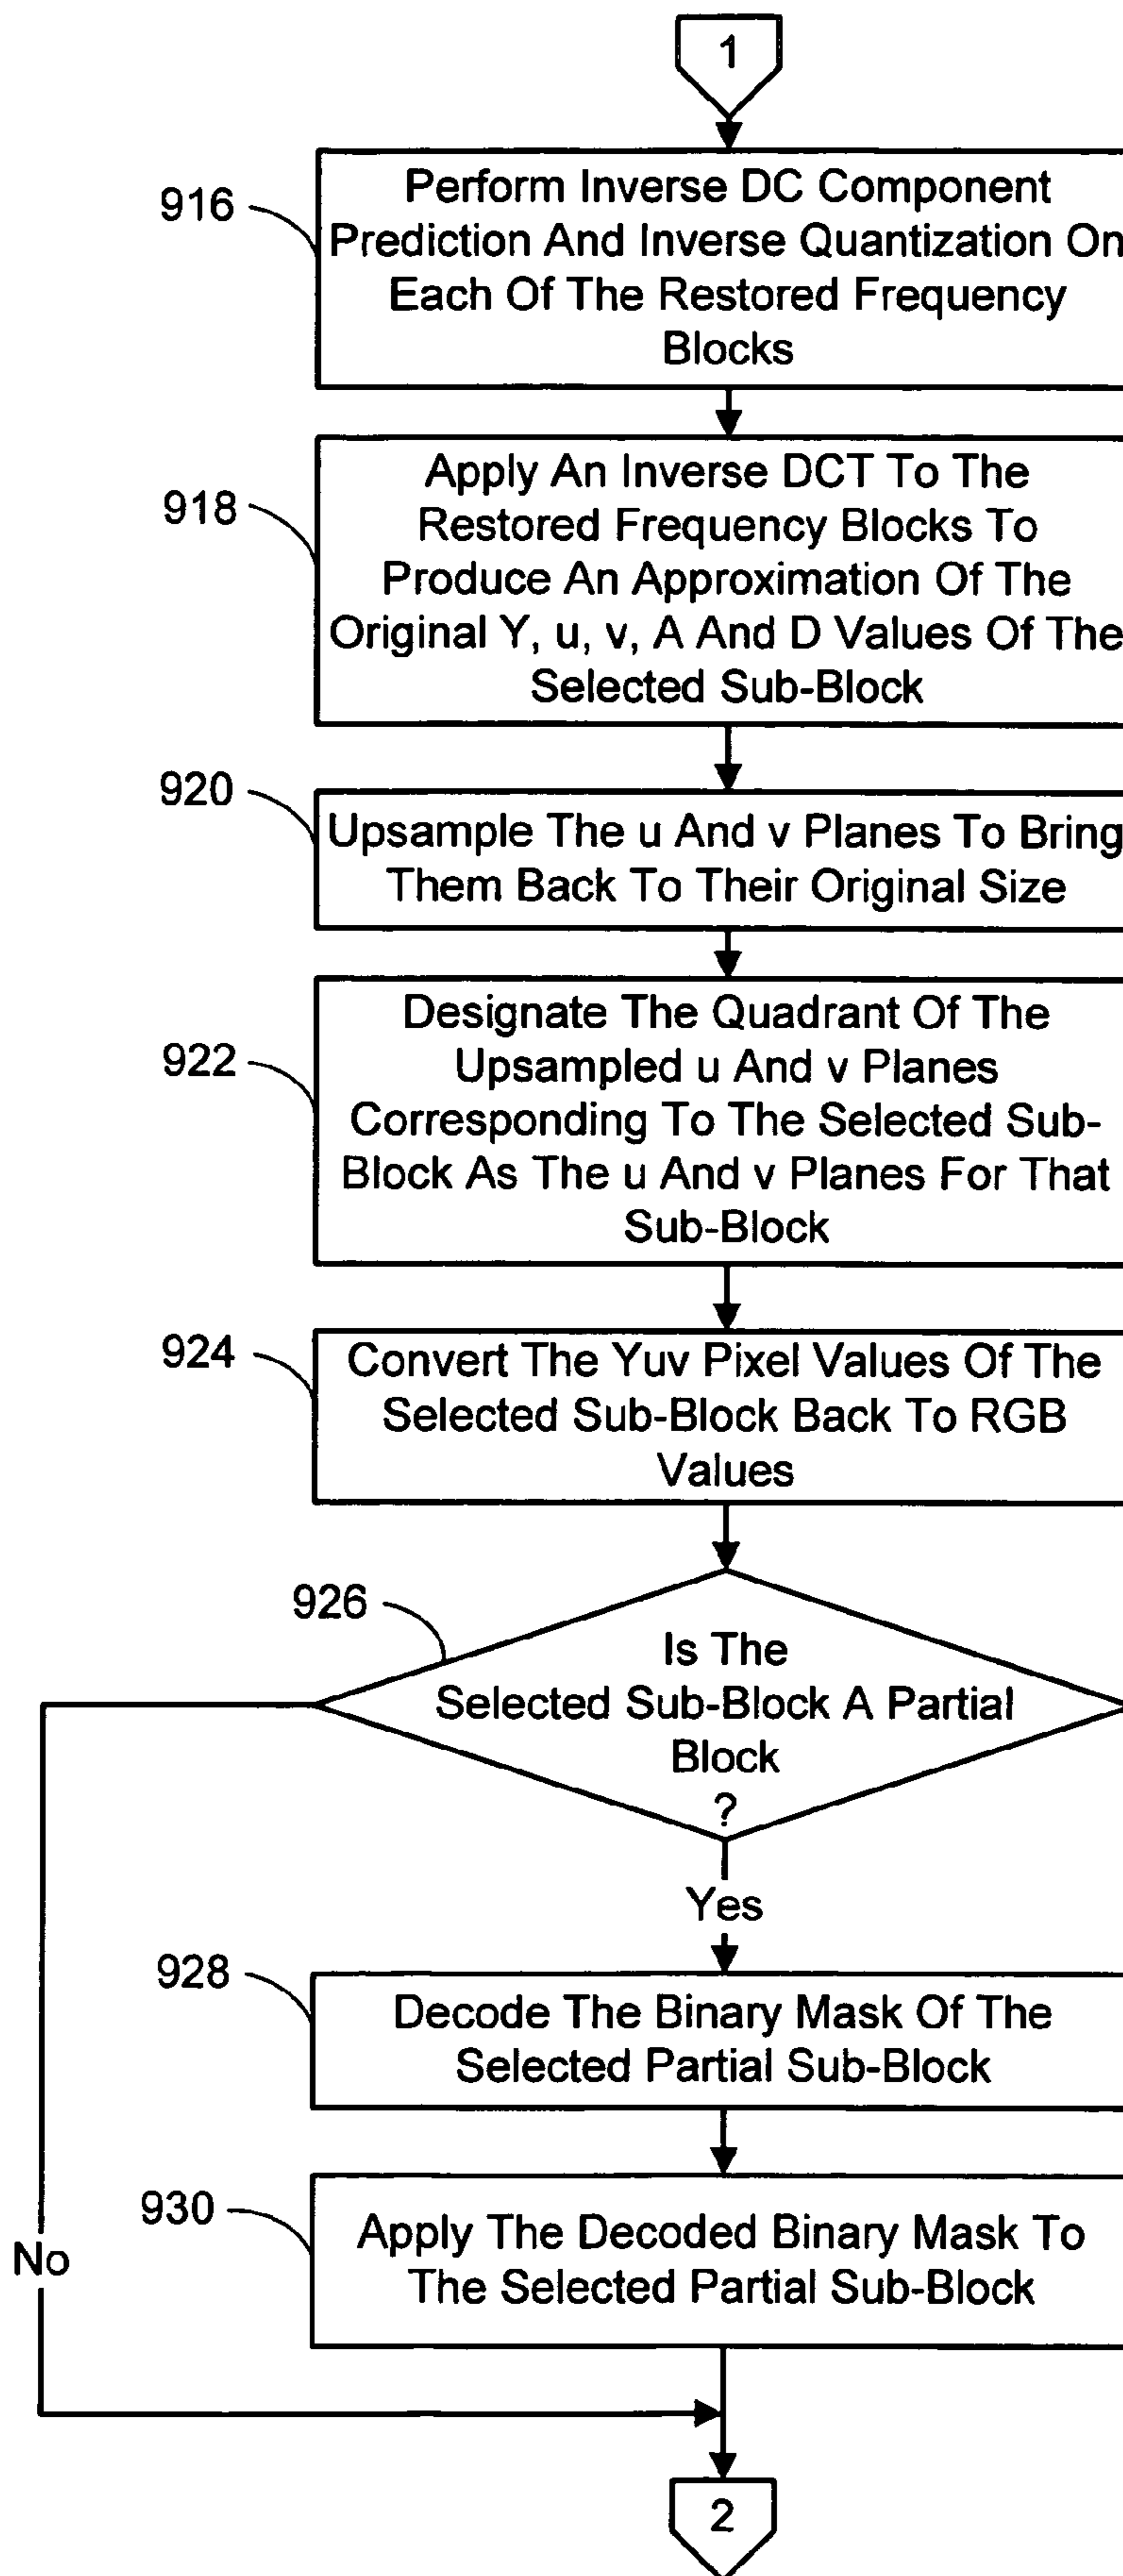 1
916
Perform Inverse DC Component
Prediction And Inverse Quantization On
Each Of The Restored Frequency
Blocks
918
Apply An Inverse DCT To The
Restored Frequency Blocks To
Produce An Approximation Of The
Original Y, u, v, A And D Values Of The
Selected Sub-Block
920
Upsample The u And v Planes To Bring
Them Back To Their Original Size
922
Designate The Quadrant Of The
Upsampled u And v Planes
Corresponding To The Selected Sub-
Block As The u And v Planes For That
Sub-Block
924
Convert The Yuv Pixel Values Of The
Selected Sub-Block Back To RGB
Values
926
Is The
Selected Sub-Block A Partial
Block
?
Yes
928
Decode The Binary Mask Of The
Selected Partial Sub-Block
930
Apply The Decoded Binary Mask To
The Selected Partial Sub-Block
No
2